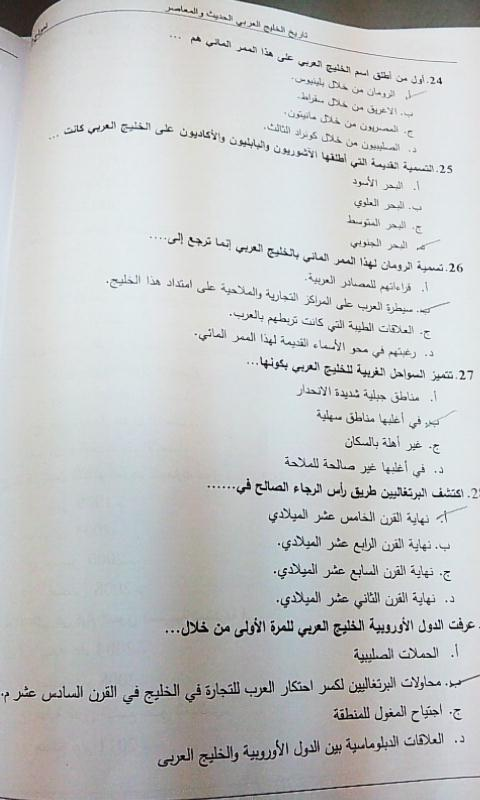 تاريخ الخليج العربي الحديث والمعاصر
24. أول من أطلق اسم الخليج العربي على هذا الممر المائي هم ...
أ. الرومان من خلال بلينيوس.
ب. الاغريق من خلال سقراط.
ج. المصريون من خلال مانيتون.
د. الصليبيون من خلال كونراد الثالث.
25. التسمية القديمة التي أطلقها الآشوريون والبابليون والأكاديون على الخليج العربي كانت ...
أ. البحر الأسود
ب. البحر العلوي
ج. البحر المتوسط
د. البحر الجنوبي
26. تسمية الرومان لهذا الممر المائي بالخليج العربي إنما ترجع إلى....
أ. قراءاتهم للمصادر العربية.
ب. سيطرة العرب على المراكز التجارية والملاحية على امتداد هذا الخليج.
ج. العلاقات الطيبة التي كانت تربطهم بالعرب.
د. رغبتهم في محو الأسماء القديمة لهذا الممر المائي.
27. تتميز السواحل الغربية للخليج العربي بكونها...
أ. مناطق جبلية شديدة الانحدار
ب. في أغلبها مناطق سهلية
ج. غير أهلة بالسكان
د. في أغلبها غير صالحة للملاحة
28. اكتشف البرتغاليين طريق رأس الرجاء الصالح في......
أ. نهاية القرن الخامس عشر الميلادي
ب. نهاية القرن الرابع عشر الميلادي.
ج. نهاية القرن السابع عشر الميلادي.
د. نهاية القرن الثاني عشر الميلادي.
. عرفت الدول الأوروبية الخليج العربي للمرة الأولى من خلال...
أ. الحملات الصليبية
ب. محاولات البرتغاليين لكسر احتكار العرب للتجارة في الخليج في القرن السادس عشر م.
ج. اجتياح المغول للمنطقة
د. العلاقات الدبلوماسية بين الدول الأوروبية والخليج العربى